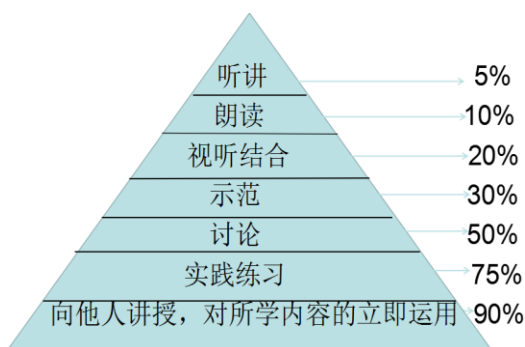 听讲 5%
朗读 10%
视听结合 20%
示范 30%
讨论 50%
实践练习 75%
向他人讲授，对所学内容的立即运用 90%